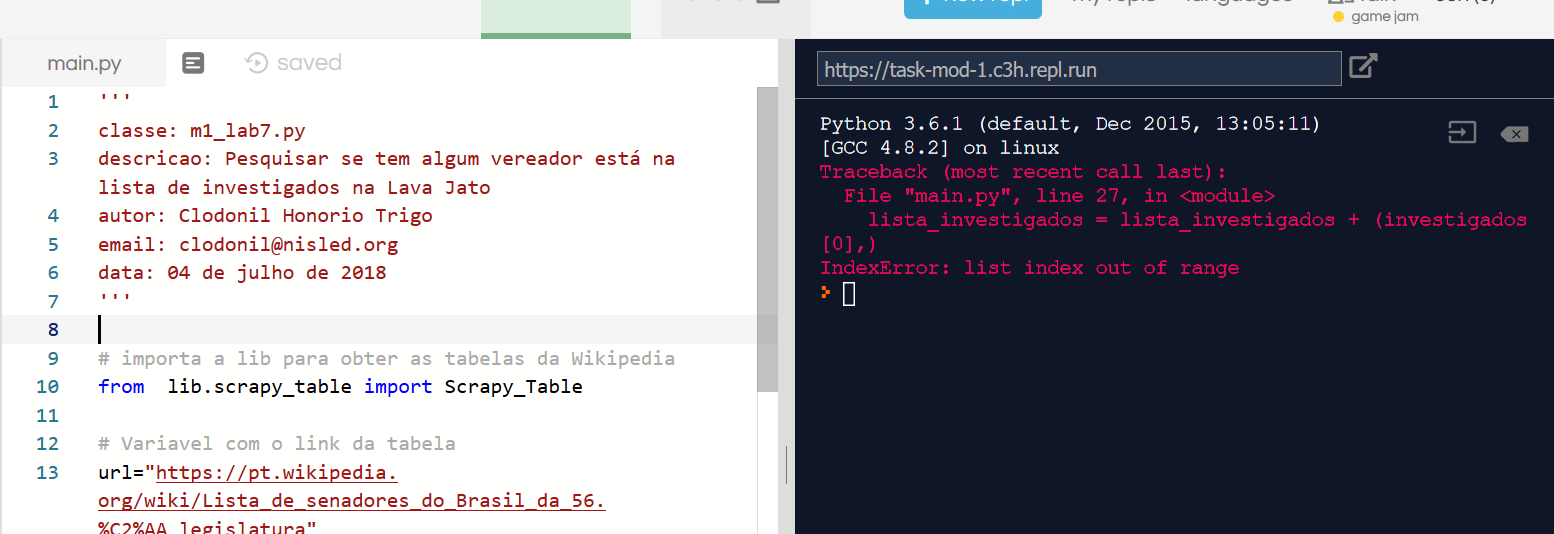 game jam
main.py
saved
https://task-mod-1.c3h.repl.run
1 '''
2 classe: m1_lab7.py
3 descricao: Pesquisar se tem algum vereador está na
lista de investigados na Lava Jato
4 autor: Clodonil Honorio Trigo
5 email: clodonil@nisled.org
6 data: 04 de julho de 2018
7 '''
8
9 # importa a lib para obter as tabelas da Wikipedia
10 from  lib.scrapy_table import Scrapy_Table
11
12 # Variavel com o link da tabela
13 url="https://pt.wikipedia.
org/wiki/Lista_de_senadores_do_Brasil_da_56.
%C2%AA_legislatura"
Python 3.6.1 (default, Dec 2015, 13:05:11)
[GCC 4.8.2] on linux
Traceback (most recent call last):
  File "main.py", line 27, in <module>
    lista_investigados = lista_investigados + (investigados
[0],)
IndexError: list index out of range